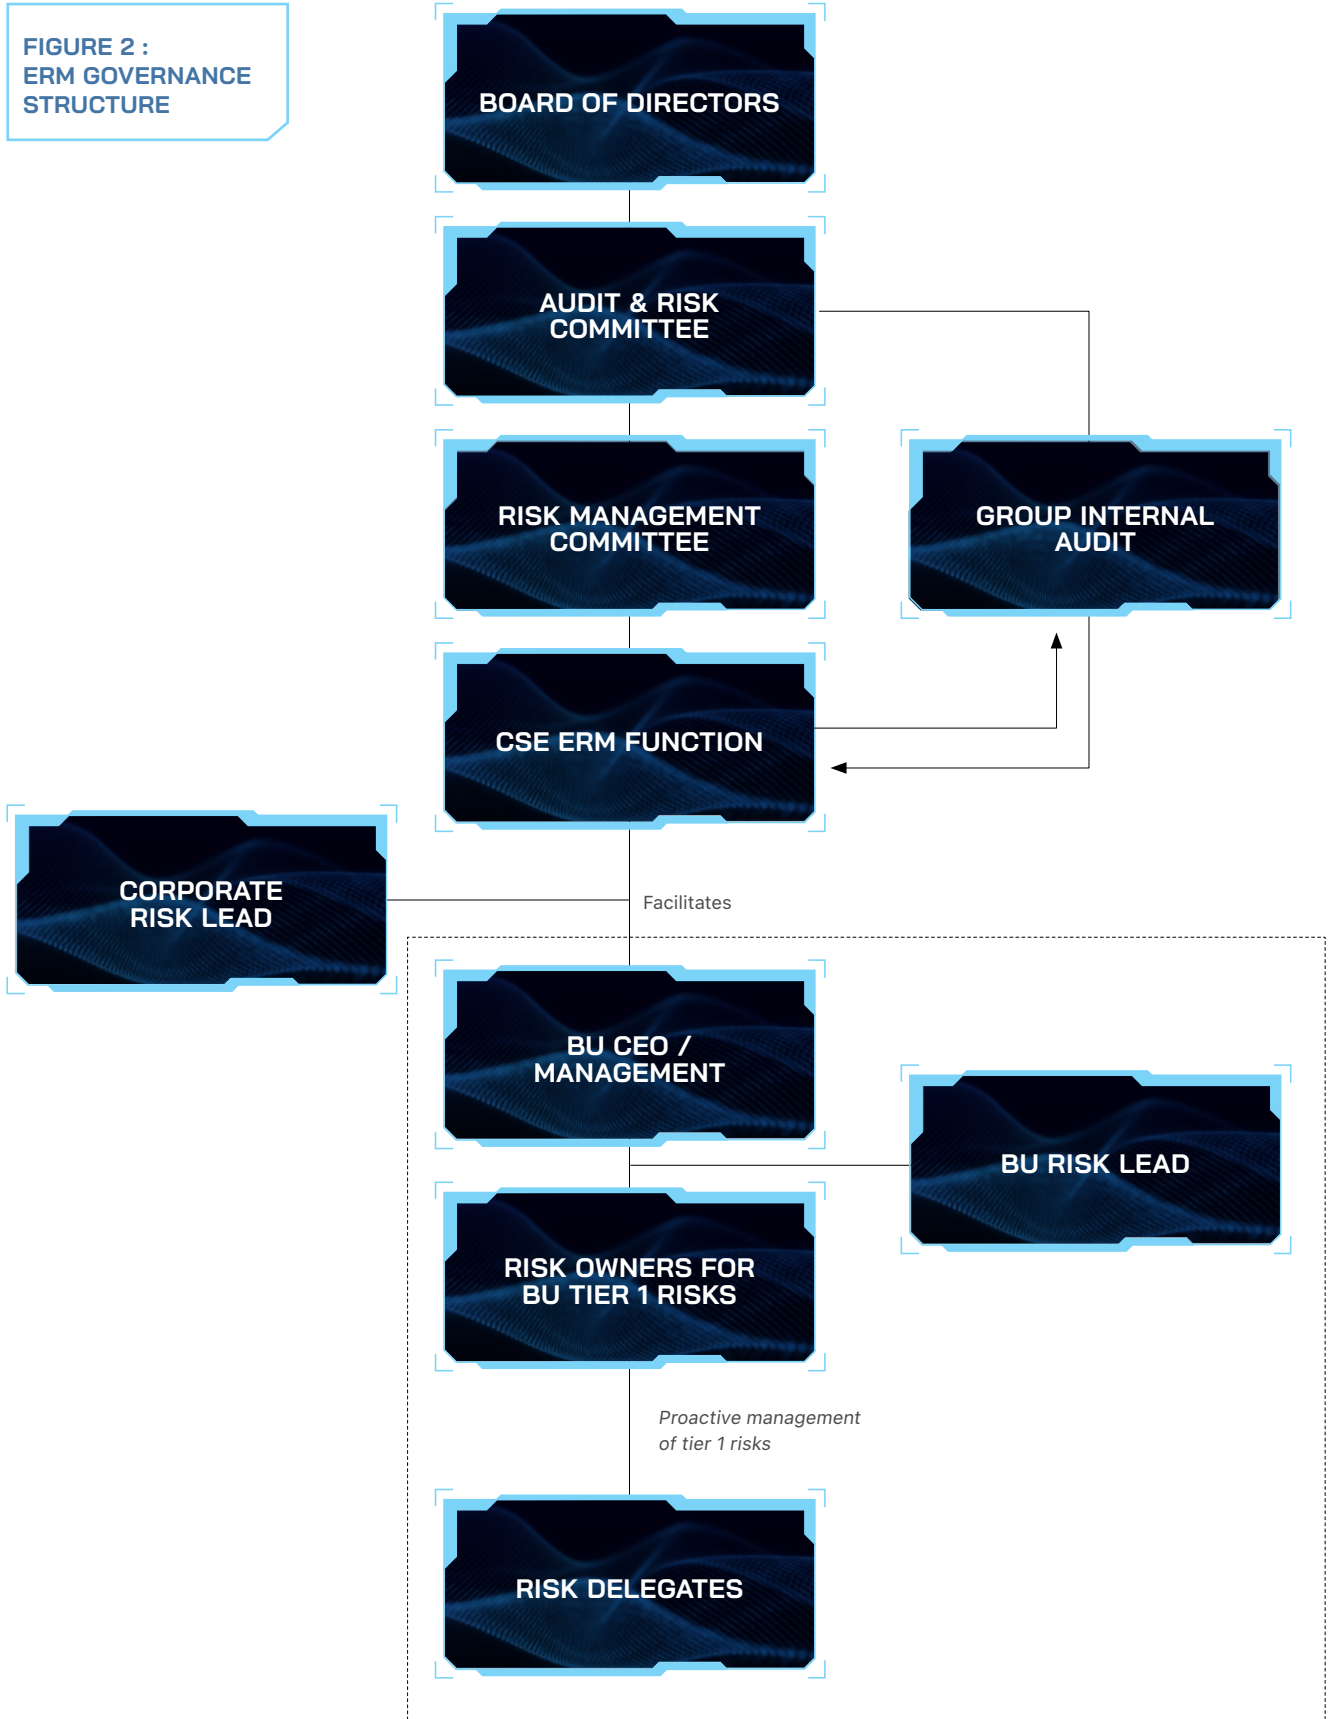 FIGURE 2 :
ERM GOVERNANCE
STRUCTURE
BOARD OF DIRECTORS
AUDIT & RISK
COMMITTEE
RISK MANAGEMENT
COMMITTEE
GROUP INTERNAL
AUDIT
CSE ERM FUNCTION
CORPORATE
RISK LEAD
Facilitates
BU CEO /
MANAGEMENT
BU RISK LEAD
RISK OWNERS FOR
BU TIER 1 RISKS
Proactive management
of tier 1 risks
RISK DELEGATES